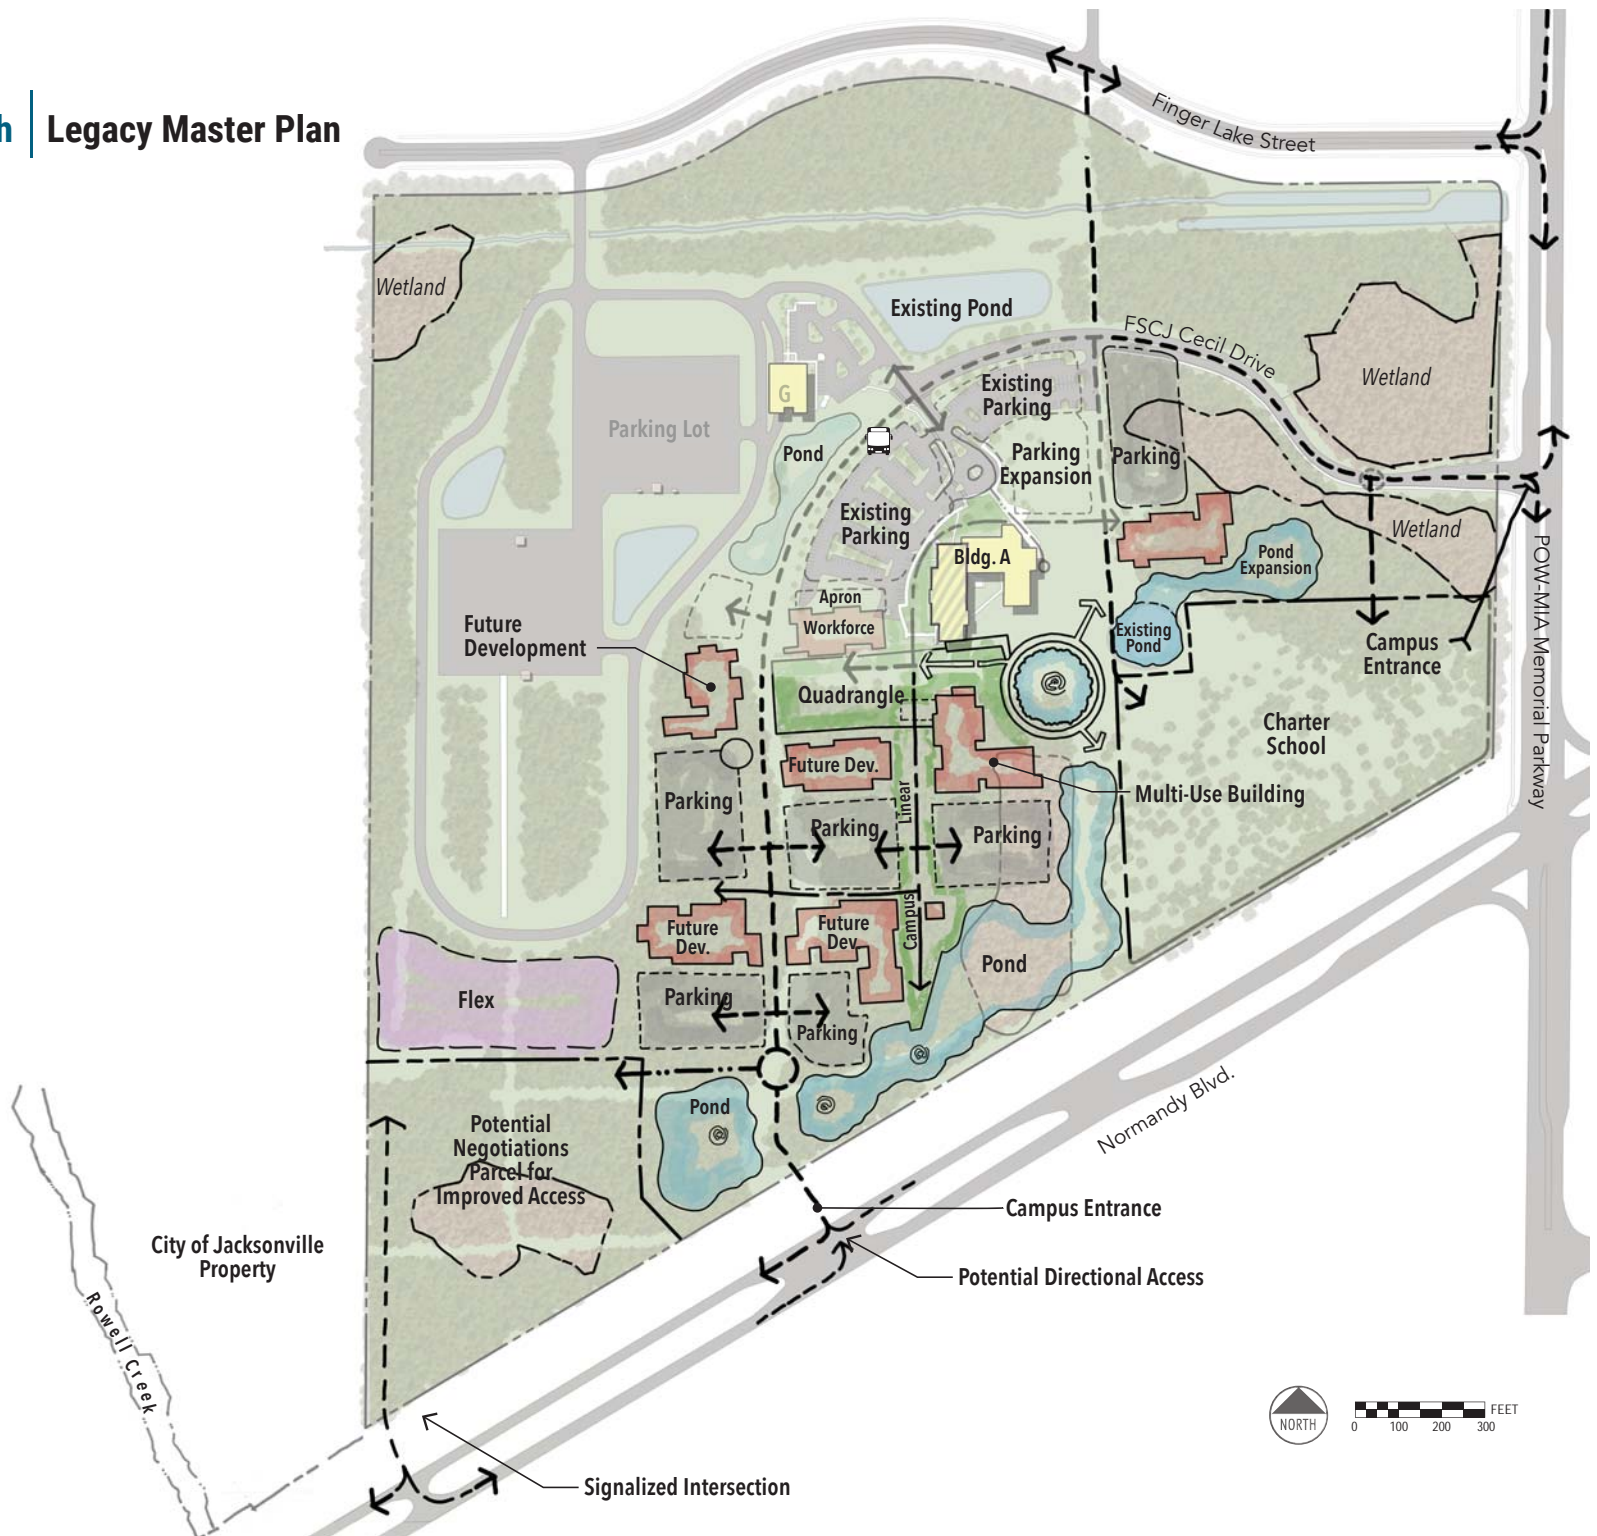 h
Legacy Master Plan
Finger Lake Street
Wetland
Existing Pond
FSCJ Cecil Drive
Wetland
G
Existing
Parking
Parking Lot
Pond
Parking
Expansion
Parking
Existing
Parking
Wetland
Bldg. A
Pond
Expansion
POW-MIA Memorial Parkway
Apron
Workforce
Future
Development
Existing
Pond
Campus
Entrance
Quadrangle
Charter
School
Future Dev.
Linear
Multi-Use Building
Parking
Parking
Parking
Future
Dev.
Future
Dev
Campus
Pond
Flex
Parking
Parking
Pond
Normandy Blvd.
Potential
Negotiations
Parcel for
Improved Access
Campus Entrance
City of Jacksonville
Property
Potential Directional Access
Rowell Creek
Signalized Intersection
NORTH
FEET
0 100 200 300